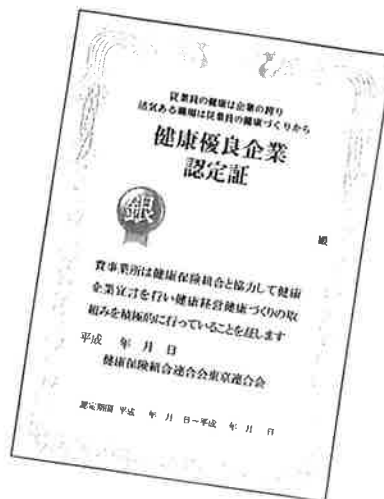 従業員の健康は企業の誇り
活気ある職場は従業員の健康づくりから
健康優良企業
認定証
銀
殿
貴事業所は健康保険組合と協力して健康
企業宣言を行い健康経営健康づくりの取
組みを積極的に行っていることを証します
平成 年 月 日
健康保険組合連合会東京連合会
認定期間 平成 年 月 日〜平成 年 月 日